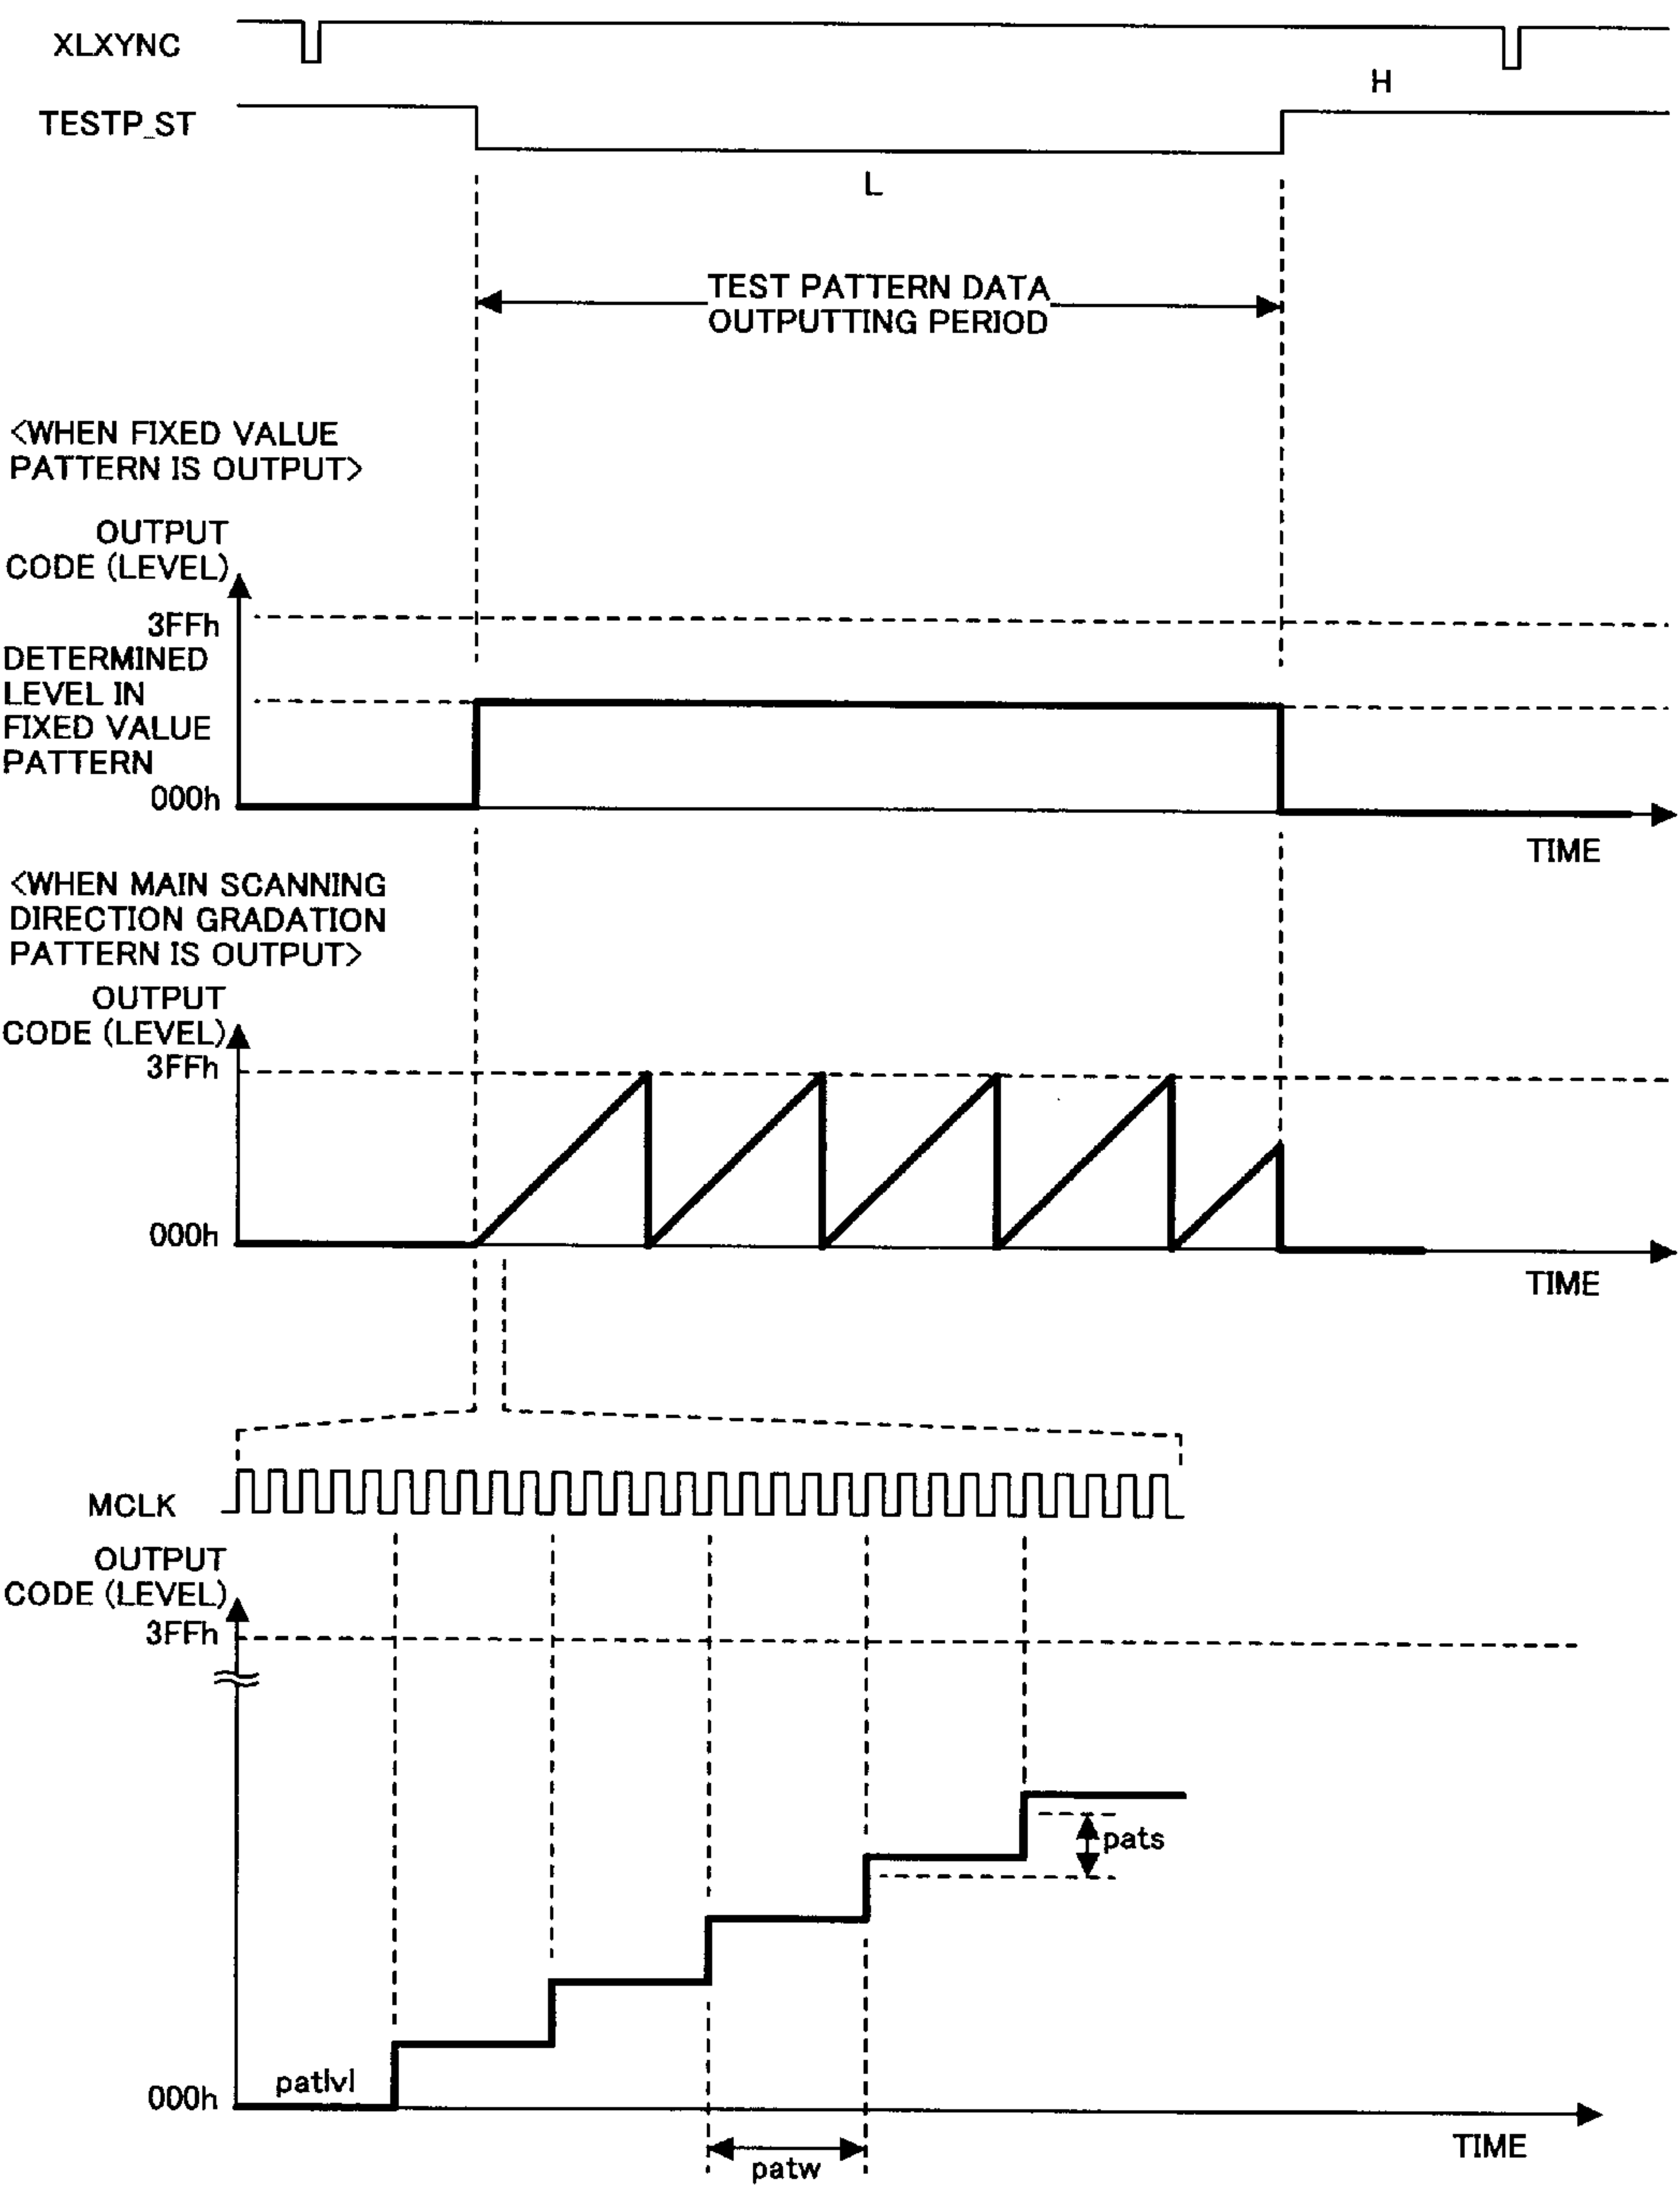 XLXYNC
H
TESTP_ST
L
TEST PATTERN DATA
OUTPUTTING PERIOD
<WHEN FIXED VALUE
PATTERN IS OUTPUT>
OUTPUT
CODE (LEVEL)
3FFh
DETERMINED
LEVEL IN
FIXED VALUE
PATTERN
000h
TIME
<WHEN MAIN SCANNING
DIRECTION GRADATION
PATTERN IS OUTPUT>
OUTPUT
CODE (LEVEL)
3FFh
000h
TIME
MCLK
OUTPUT
CODE (LEVEL)
3FFh
pats
patlvl
000h
TIME
patw